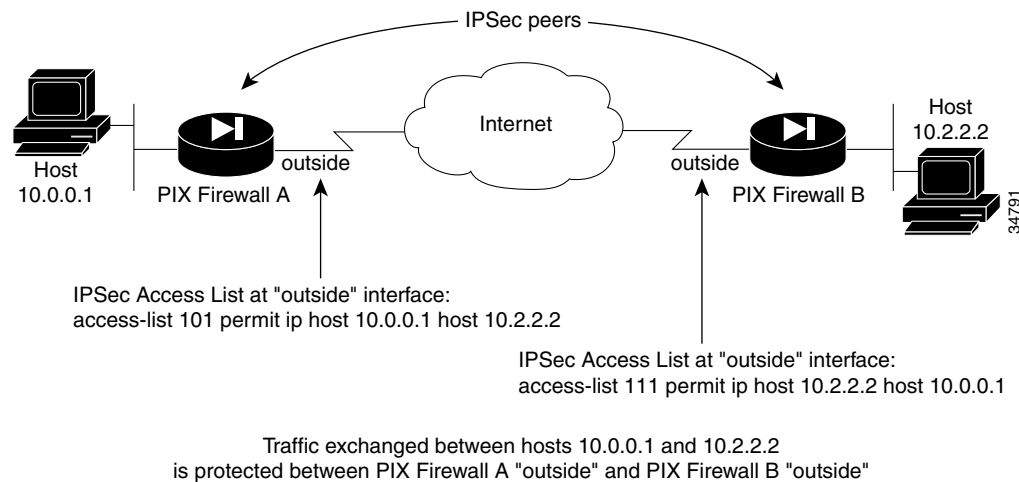 IPSec peers
Host
10.0.0.1
PIX Firewall A
outside
Internet
outside
PIX Firewall B
Host
10.2.2.2
34791
IPSec Access List at "outside" interface:
access-list 101 permit ip host 10.0.0.1 host 10.2.2.2
IPSec Access List at "outside" interface:
access-list 111 permit ip host 10.2.2.2 host 10.0.0.1
Traffic exchanged between hosts 10.0.0.1 and 10.2.2.2
is protected between PIX Firewall A "outside" and PIX Firewall B "outside"